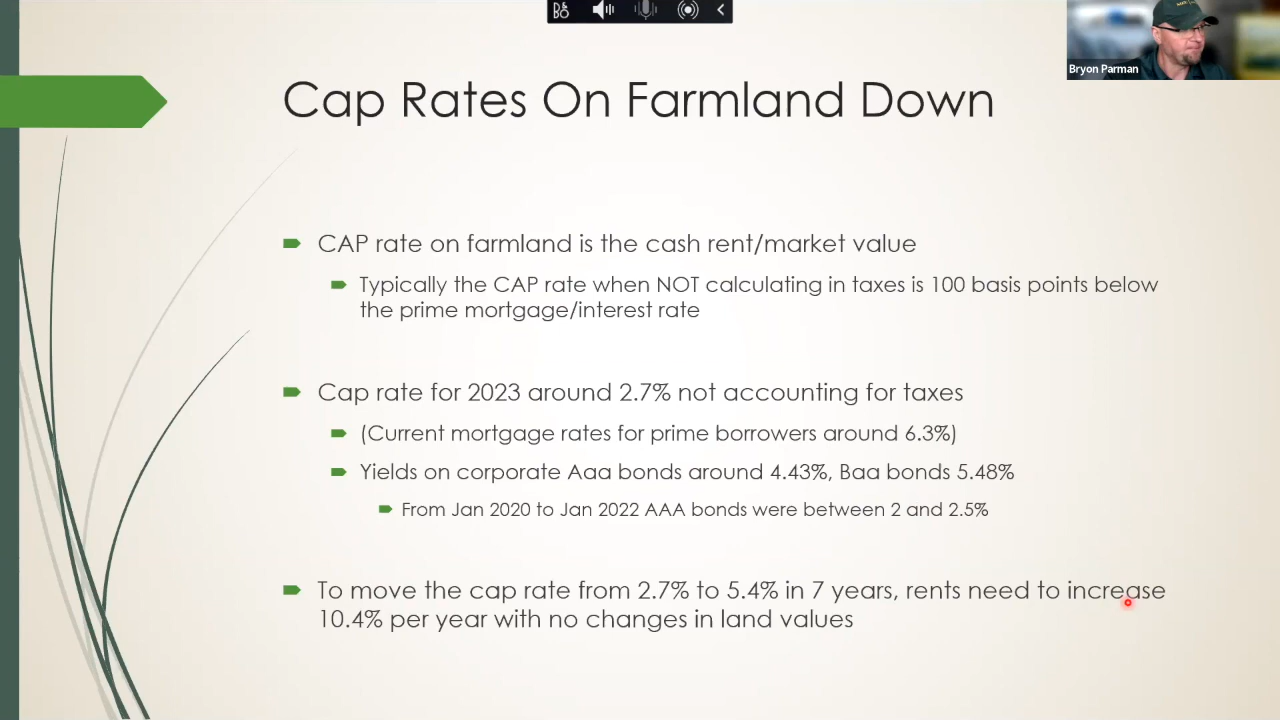 Bryon Parman
Cap Rates On Farmland Down
CAP rate on farmland is the cash rent/market value
Typically the CAP rate when NOT calculating in taxes is 100 basis points below
the prime mortgage/interest rate
Cap rate for 2023 around 2.7% not accounting for taxes
(Current mortgage rates for prime borrowers around 6.3%)
Yields on corporate Aaa bonds around 4.43%, Baa bonds 5.48%
From Jan 2020 to Jan 2022 AAA bonds were between 2 and 2.5%
To move the cap rate from 2.7% to 5.4% in 7 years, rents need to increase
10.4% per year with no changes in land values